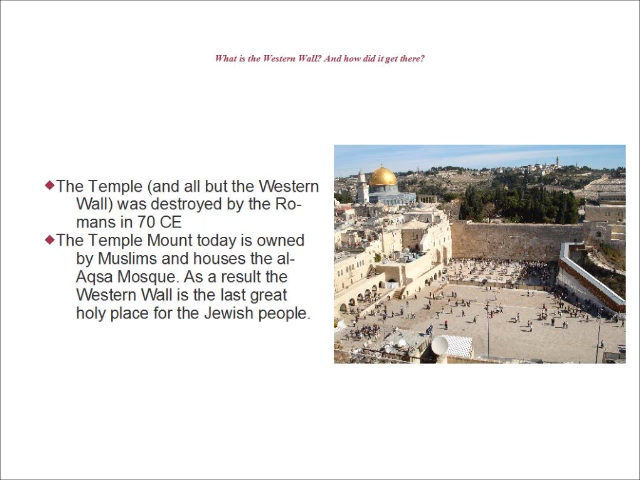 What is the Western Wall? And how did it get there?
The Temple (and all but the Western
Wall) was destroyed by the Ro-
mans in 70 CE
The Temple Mount today is owned
by Muslims and houses the al-
Aqsa Mosque. As a result the
Western Wall is the last great
holy place for the Jewish people.